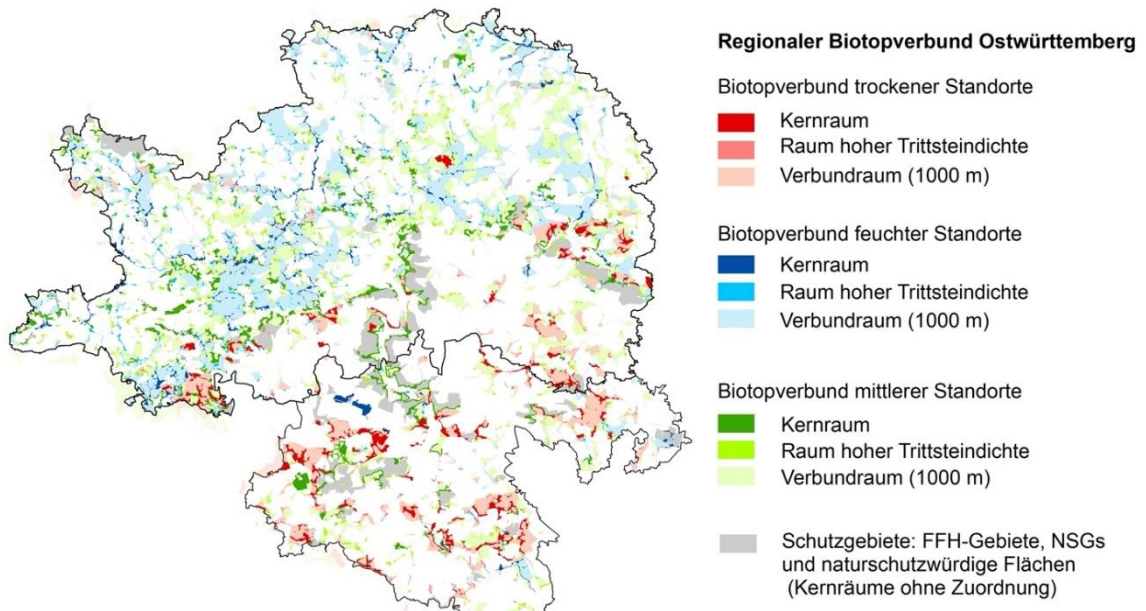 Regionaler Biotopverbund Ostwürttemberg
Biotopverbund trockener Standorte
Kernraum
Raum hoher Trittsteindichte
Verbundraum (1000 m)
Biotopverbund feuchter Standorte
Kernraum
Raum hoher Trittsteindichte
Verbundraum (1000 m)
Biotopverbund mittlerer Standorte
Kernraum
Raum hoher Trittsteindichte
Verbundraum (1000 m)
Schutzgebiete: FFH-Gebiete, NSGs
und naturschutzwürdige Flächen
(Kernräume ohne Zuordnung)